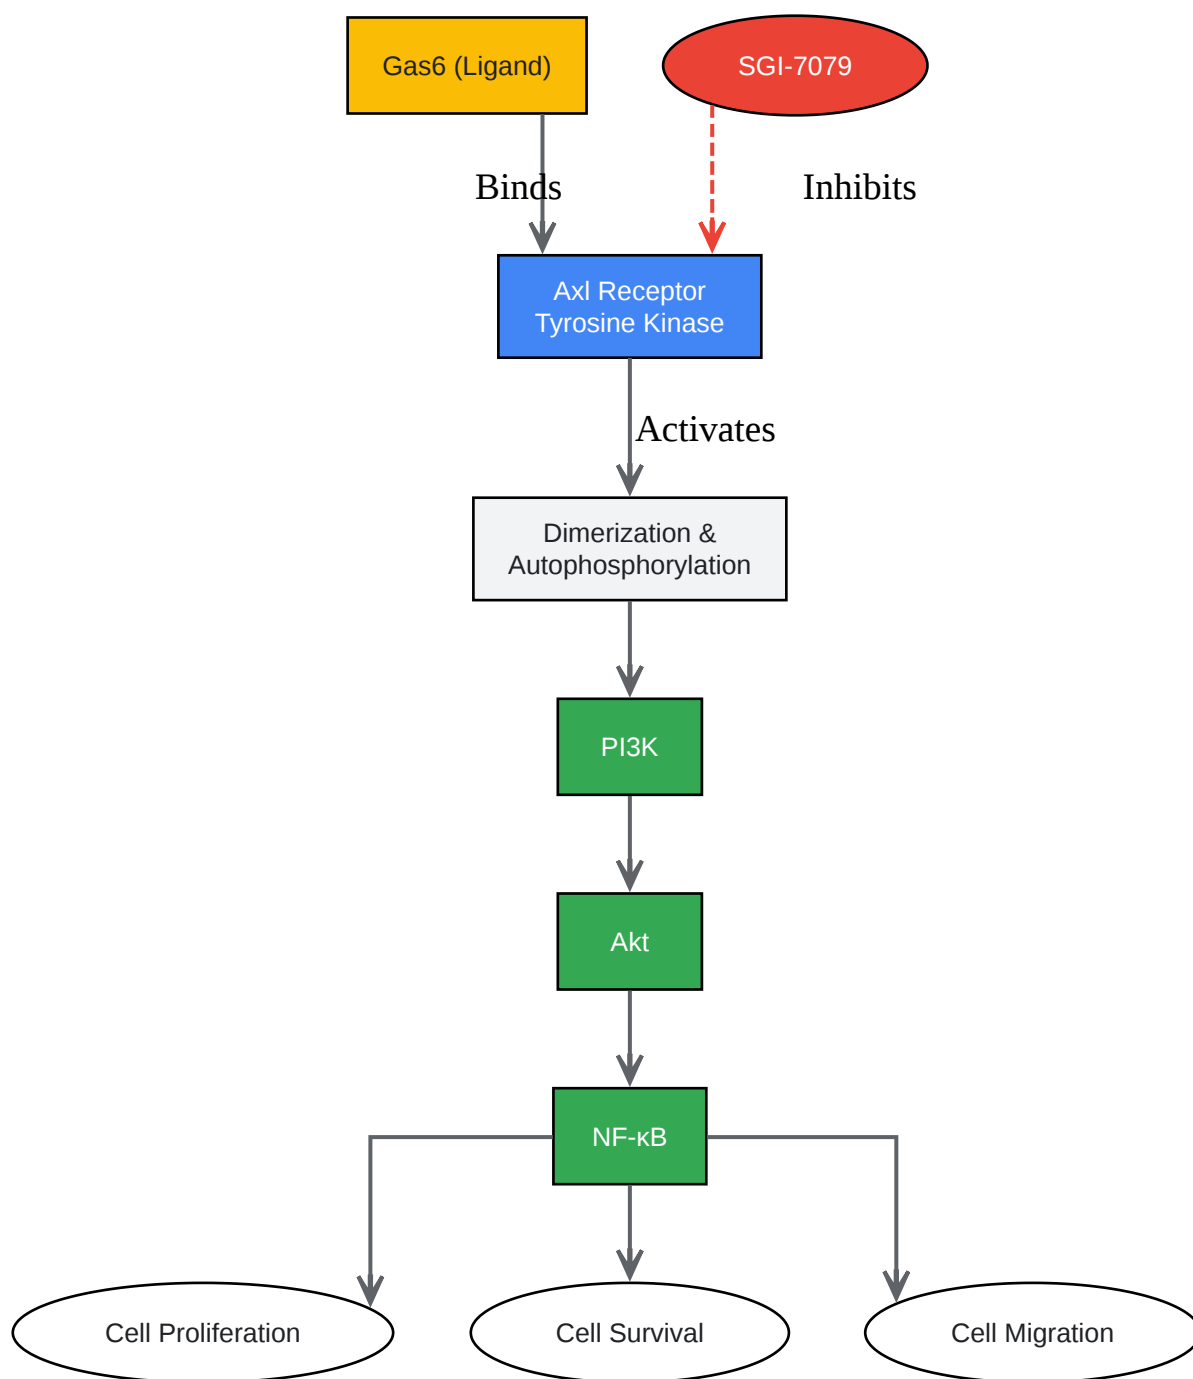 Gas6 (Ligand)
SGI-7079
Binds
Inhibits
Axl Receptor
Tyrosine Kinase
Activates
Dimerization &
Autophosphorylation
PI3K
Akt
NF-κB
Cell Proliferation
Cell Survival
Cell Migration